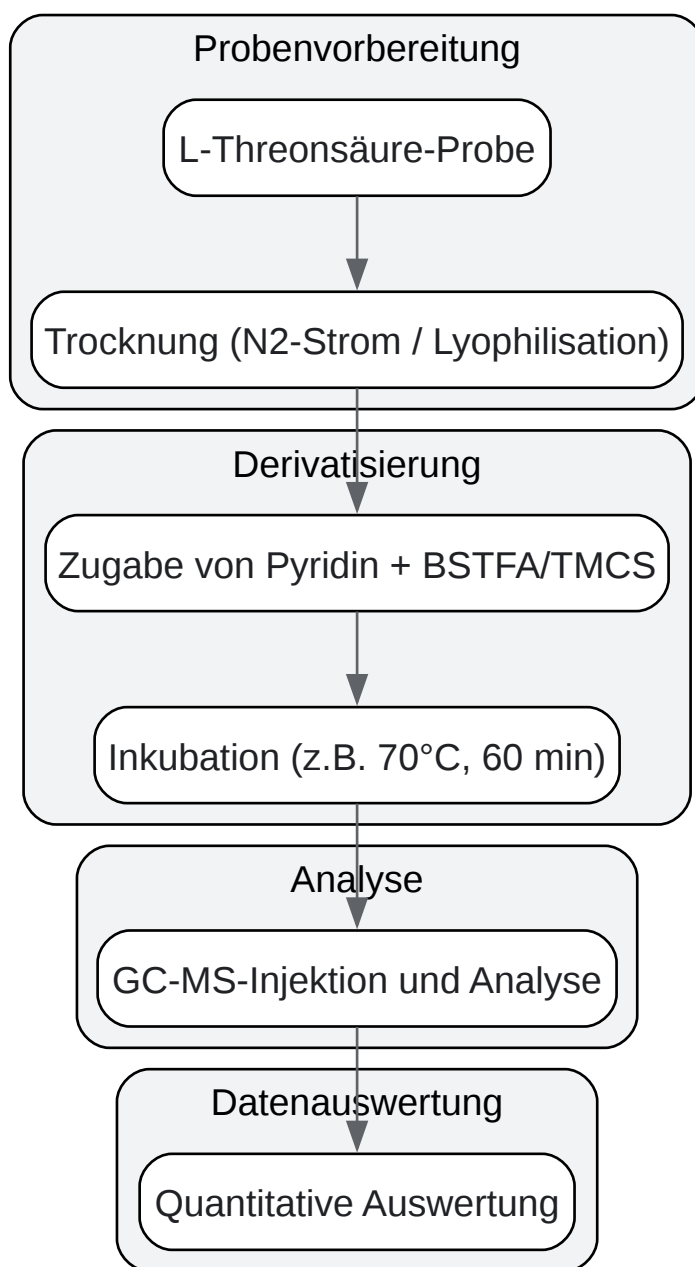 Probenvorbereitung
L-Threonsäure-Probe
Trocknung (N2-Strom / Lyophilisation)
Derivatisierung
Zugabe von Pyridin + BSTFA/TMCS
Inkubation (z.B. 70°C, 60 min)
Analyse
GC-MS-Injektion und Analyse
Datenauswertung
Quantitative Auswertung